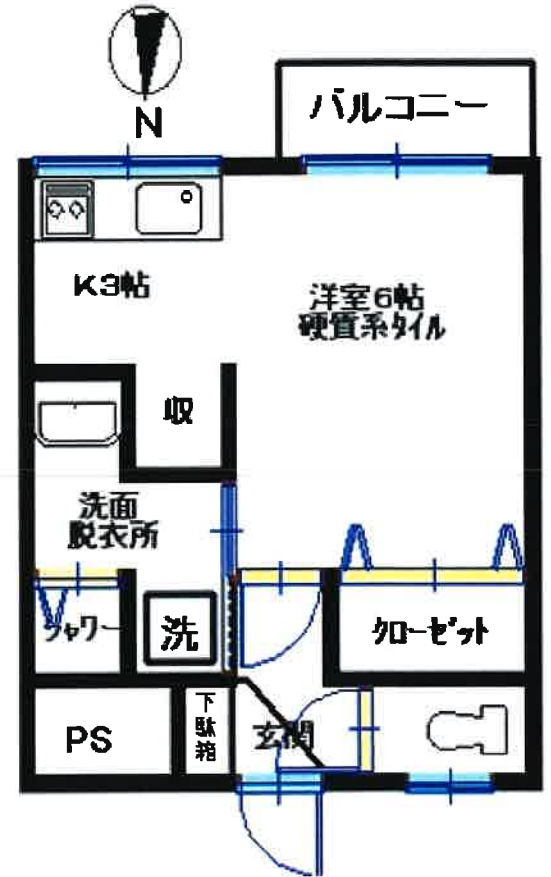 N
バルコニー
K3帖
洋室6帖
硬質系タイル
収
洗面
脱衣所
シャワー
洗
クローゼット
PS
下駄箱
玄関